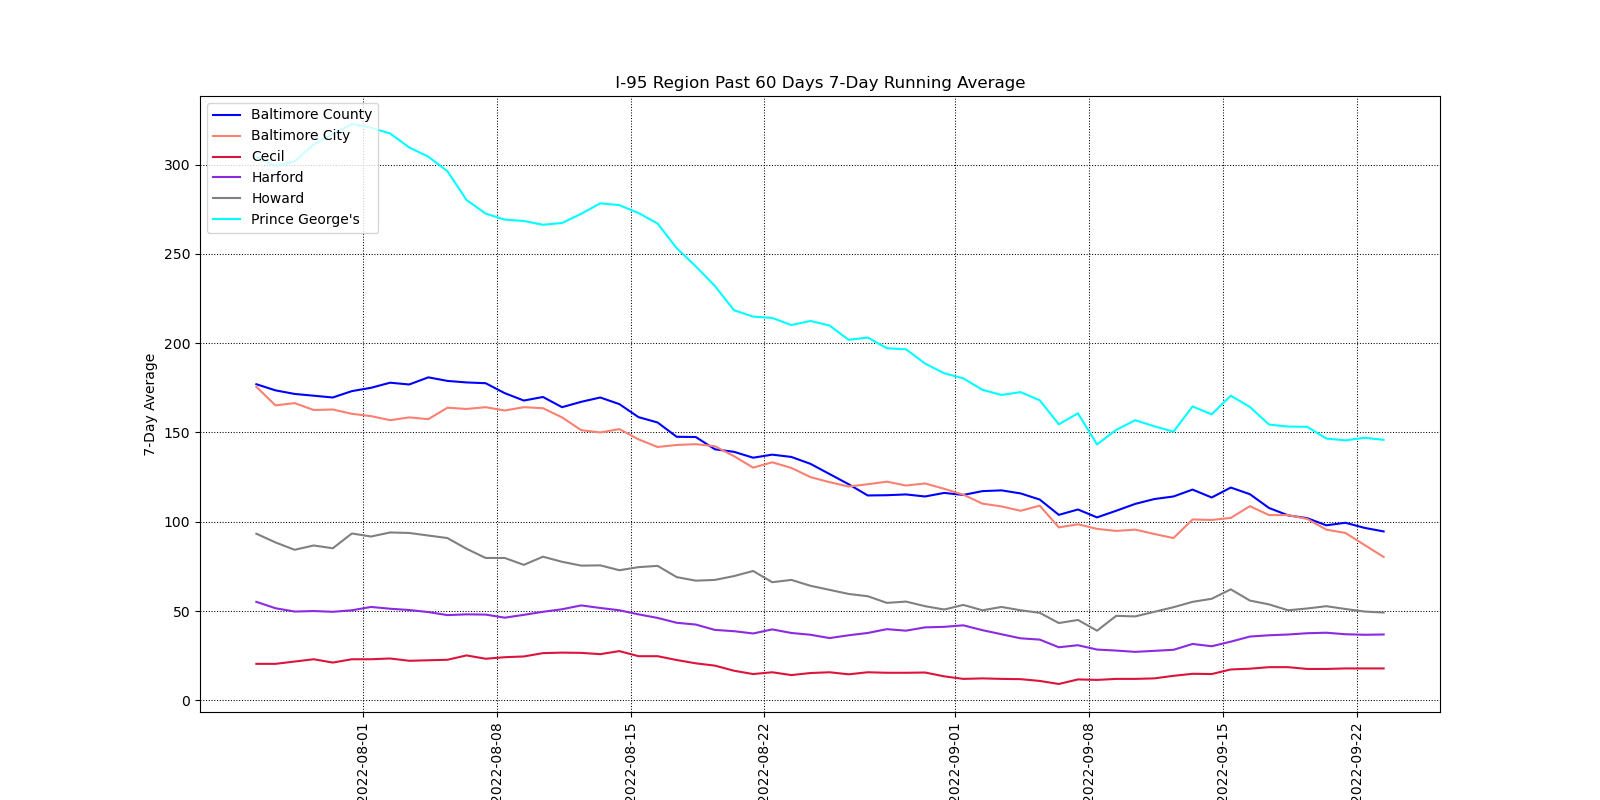 I-95 Region Past 60 Days 7-Day Running Average
Baltimore County
Baltimore City
Cecil
Harford
Howard
Prince George's
7-Day Average
300
250
200
150
100
50
0
2022-08-01
2022-08-08
2022-08-15
2022-08-22
2022-09-01
2022-09-08
2022-09-15
2022-09-22